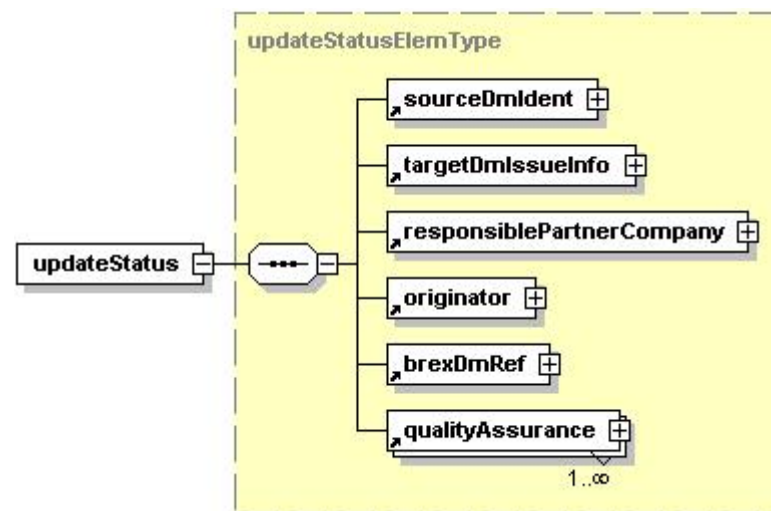 updateStatusElemType
sourceDmIdent
targetDmIssueInfo
responsiblePartnerCompany
updateStatus
originator
brexDmRef
qualityAssurance
1..∞